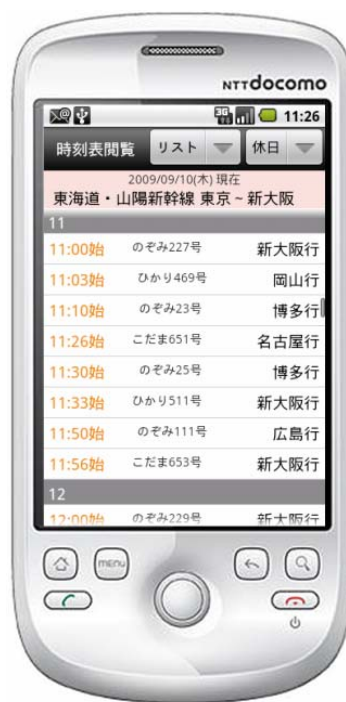 NTT docomo
3G 11:26
時刻表閲覧 リスト 休日
2009/09/10(木) 現在
東海道・山陽新幹線 東京~新大阪
11
11:00始 のぞみ227号 新大阪行
11:03始 ひかり469号 岡山行
11:10始 のぞみ23号 博多行
11:26始 こだま651号 名古屋行
11:30始 のぞみ25号 博多行
11:33始 ひかり511号 新大阪行
11:50始 のぞみ111号 広島行
11:56始 こだま653号 新大阪行
12
12:00始 のぞみ229号 新大阪行
MENU